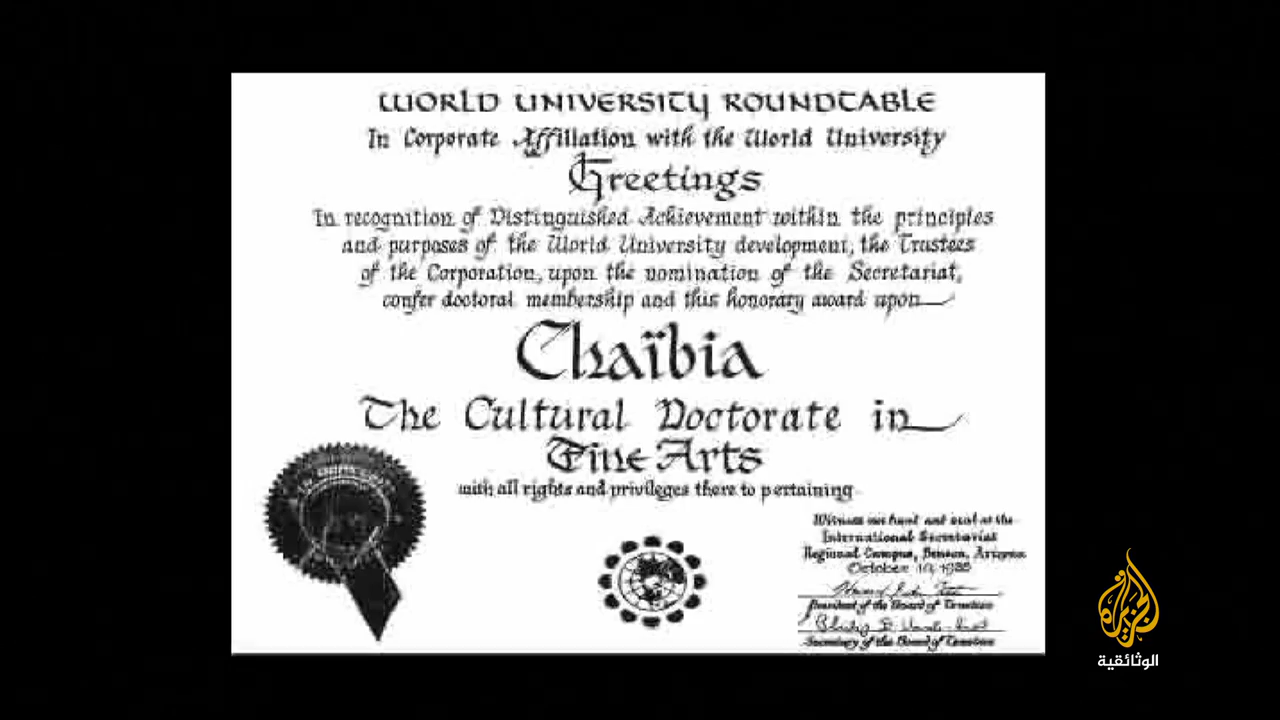 WORLD UNIVERSITY ROUNDTABLE
In Corporate Affiliation with the World University
Greetings
In recognition of Distinguished Achievement within the principles
and purposes of the World University development, the Trustees
of the Corporation, upon the nomination of the Secretariat,
confer doctoral membership and this honorary award upon
Chaïbia
The Cultural Doctorate in
Fine Arts
with all rights and privileges there to pertaining
Witness our hand and seal at the
International Secretariat
Regional Campus, Benson, Arizona
October
President of the Board of Trustees
Secretary of the Board of Trustees
الجزيرة
الوثائقية